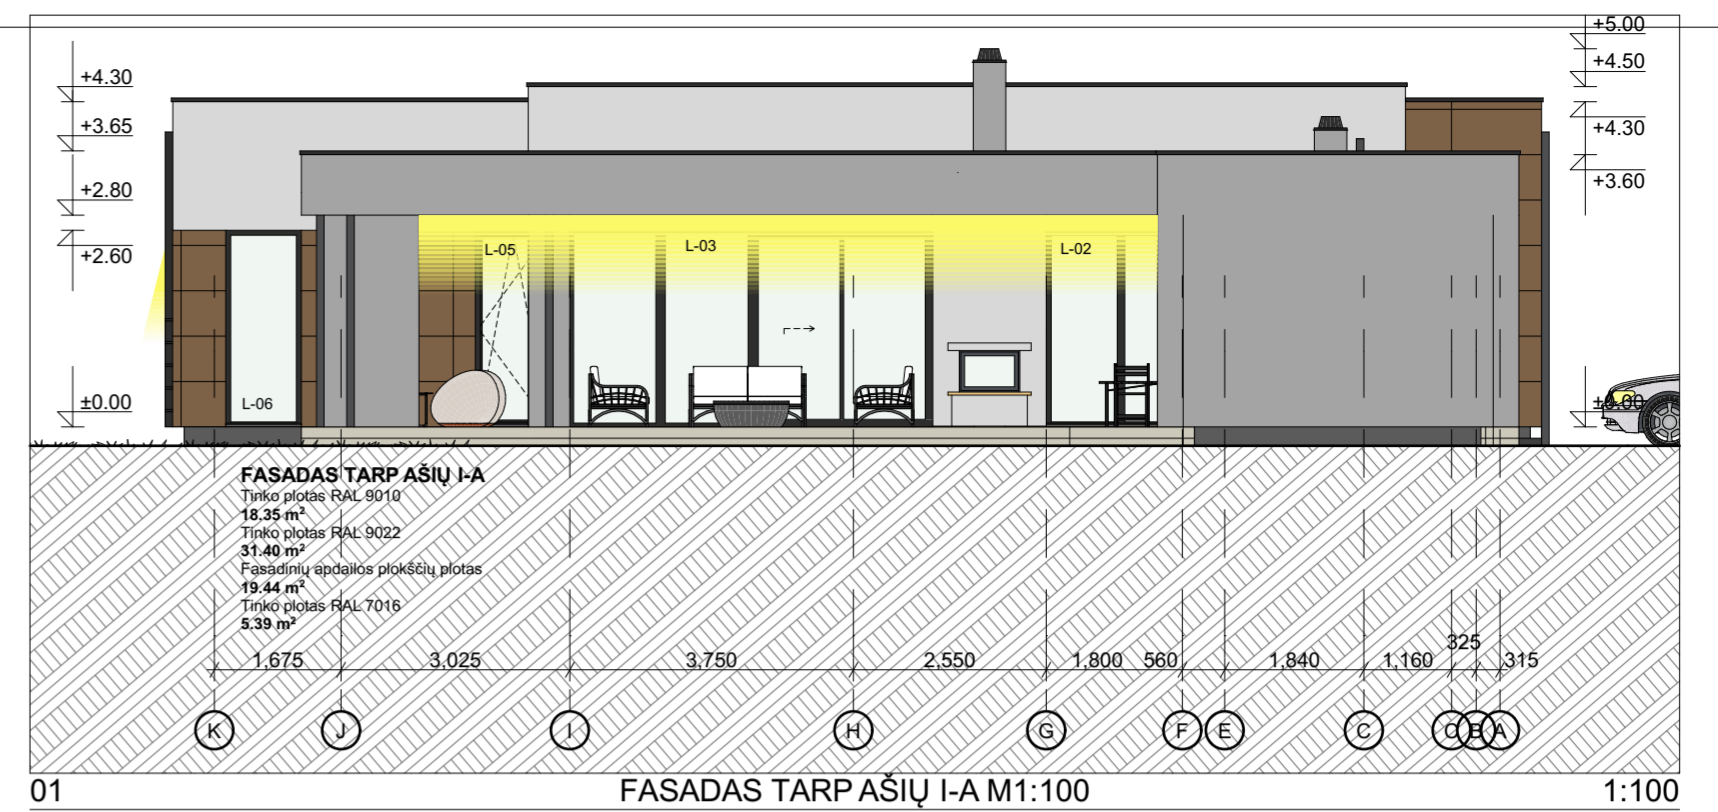 +5.00
+4.50
+4.30
+4.30
+3.65
+3.60
+2.80
+2.60
±0.00
±0.00
L-05
L-03
L-02
L-06
FASADAS TARP AŠIŲ I-A
Tinko plotas RAL 9010
18.35 m²
Tinko plotas RAL 9022
31.40 m²
Fasadinių apdailos plokščių plotas
19.44 m²
Tinko plotas RAL 7016
5.39 m²
1,675 3,025 3,750 2,550 1,800 560 1,840 1,160 325 315
K J I H G F E C C B A
01 FASADAS TARP AŠIŲ I-A M1:100 1:100